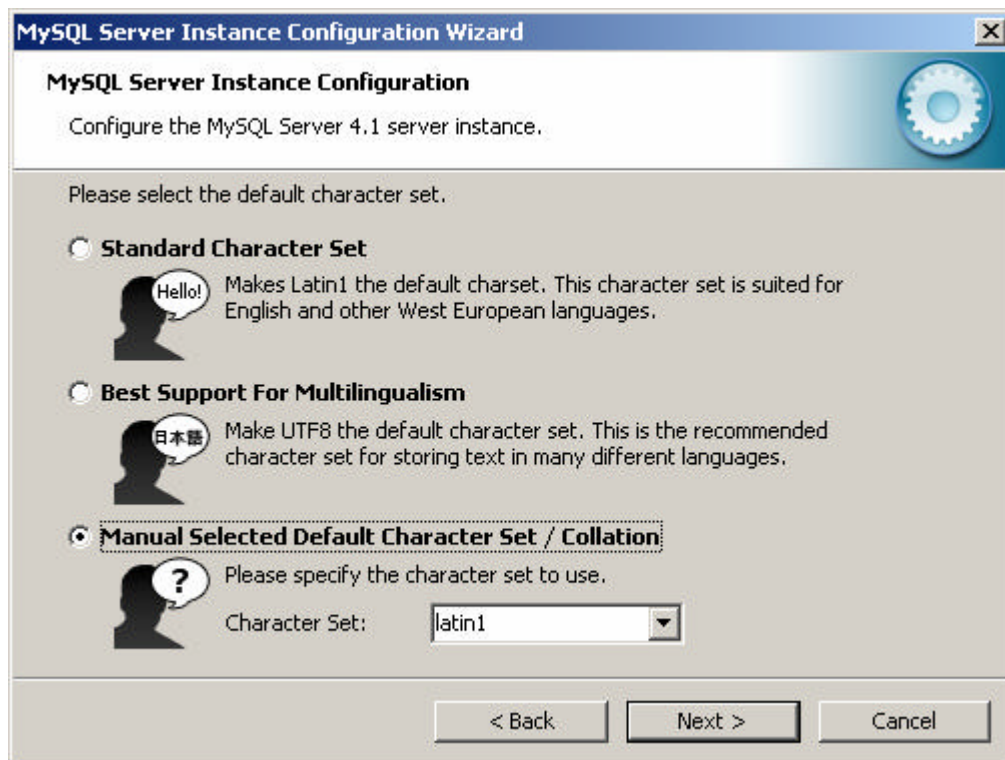 MySQL Server Instance Configuration Wizard
MySQL Server Instance Configuration
Configure the MySQL Server 4.1 server instance.
Please select the default character set.
Standard Character Set
Hello!
Makes Latin1 the default charset. This character set is suited for
English and other West European languages.
Best Support For Multilingualism
日本語
Make UTF8 the default character set. This is the recommended
character set for storing text in many different languages.
Manual Selected Default Character Set / Collation
?
Please specify the character set to use.
Character Set: latin1
< Back Next > Cancel